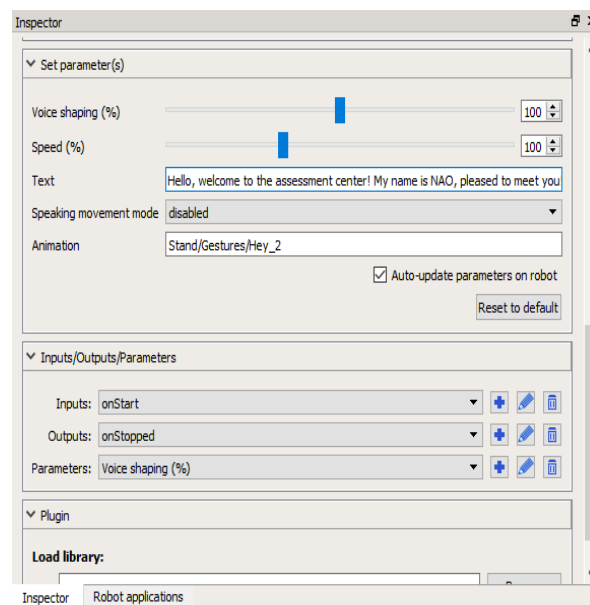 Inspector
Set parameter(s)
Voice shaping (%) 100
Speed (%) 100
Text Hello, welcome to the assessment center! My name is NAO, pleased to meet you
Speaking movement mode disabled
Animation Stand/Gestures/Hey_2
Auto-update parameters on robot
Reset to default
Inputs/Outputs/Parameters
Inputs: onStart
Outputs: onStopped
Parameters: Voice shaping (%)
Plugin
Load library:
Inspector Robot applications